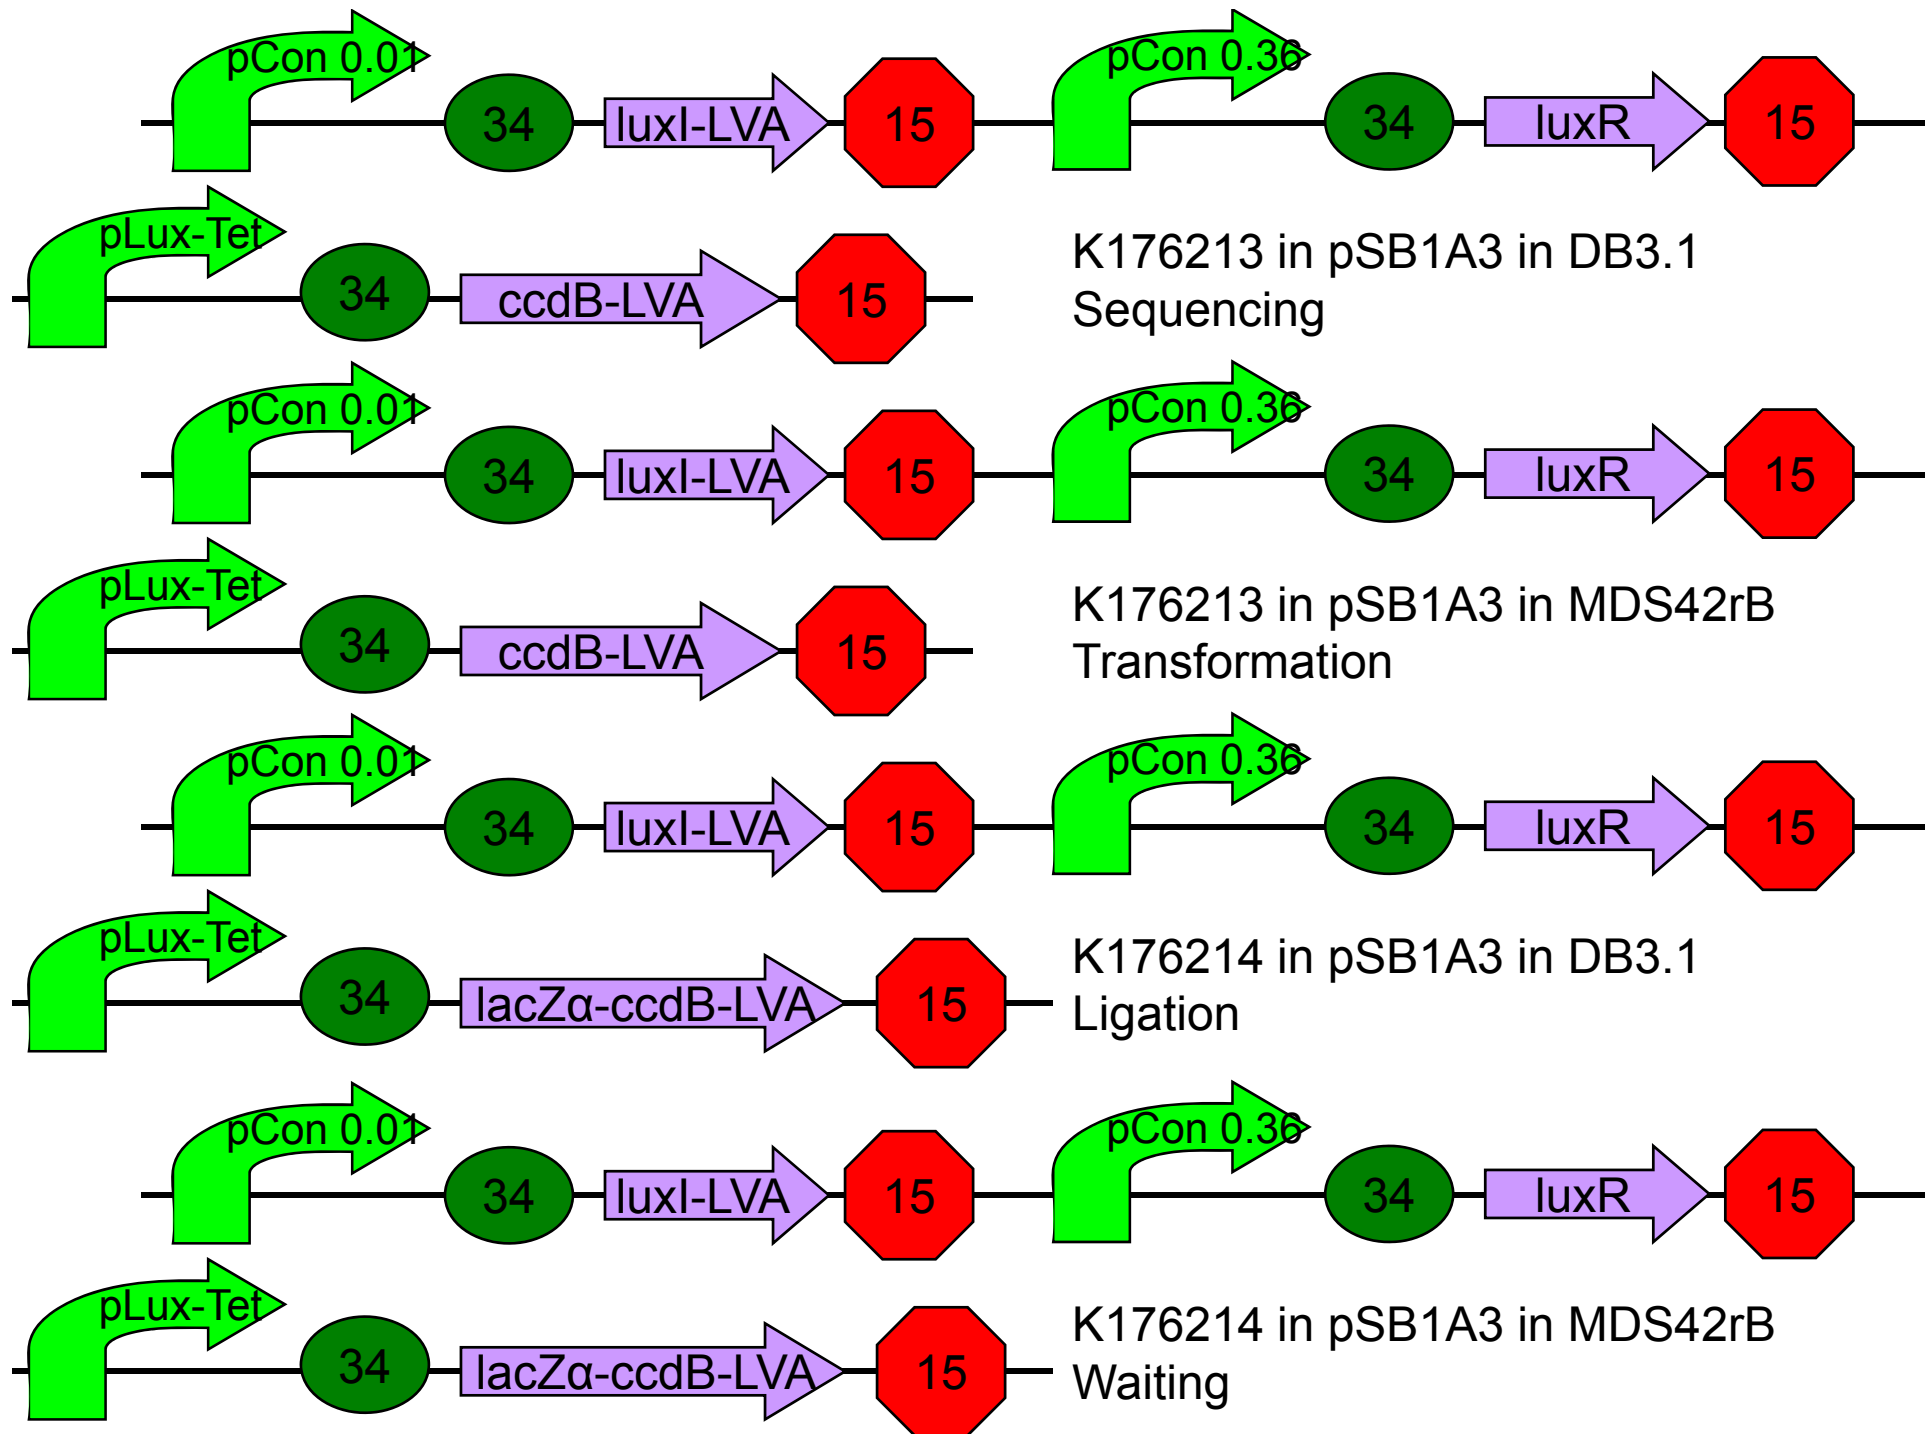 pCon 0.01 34 luxI-LVA 15 pCon 0.36 34 luxR 15
pLux-Tet 34 ccdB-LVA 15
K176213 in pSB1A3 in DB3.1
Sequencing
pCon 0.01 34 luxI-LVA 15 pCon 0.36 34 luxR 15
pLux-Tet 34 ccdB-LVA 15
K176213 in pSB1A3 in MDS42rB
Transformation
pCon 0.01 34 luxI-LVA 15 pCon 0.36 34 luxR 15
pLux-Tet 34 lacZα-ccdB-LVA 15
K176214 in pSB1A3 in DB3.1
Ligation
pCon 0.01 34 luxI-LVA 15 pCon 0.36 34 luxR 15
pLux-Tet 34 lacZα-ccdB-LVA 15
K176214 in pSB1A3 in MDS42rB
Waiting